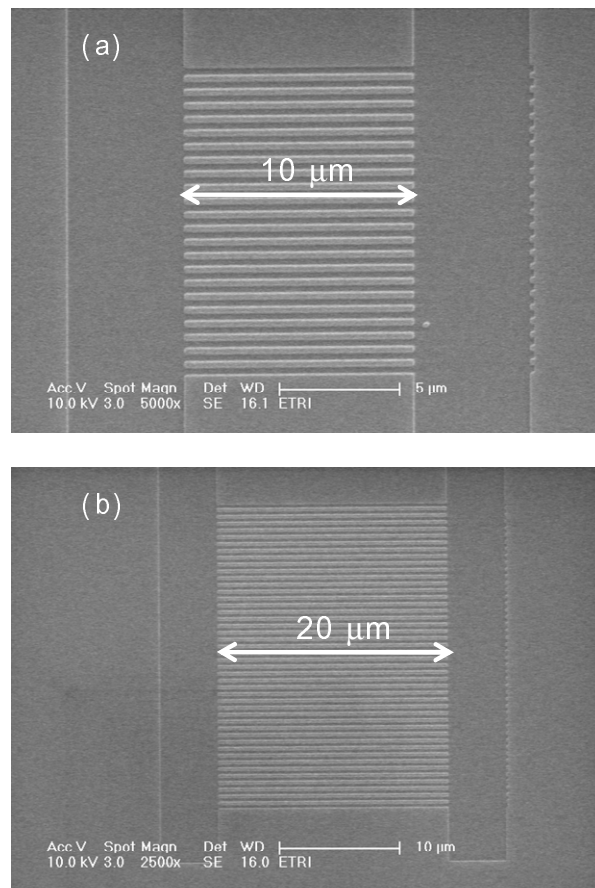 (a)
10 μm
Acc.V Spot Magn Det WD 5 μm
10.0 kV 3.0 5000x SE 16.1 ETRI
(b)
20 μm
Acc.V Spot Magn Det WD 10 μm
10.0 kV 3.0 2500x SE 16.0 ETRI